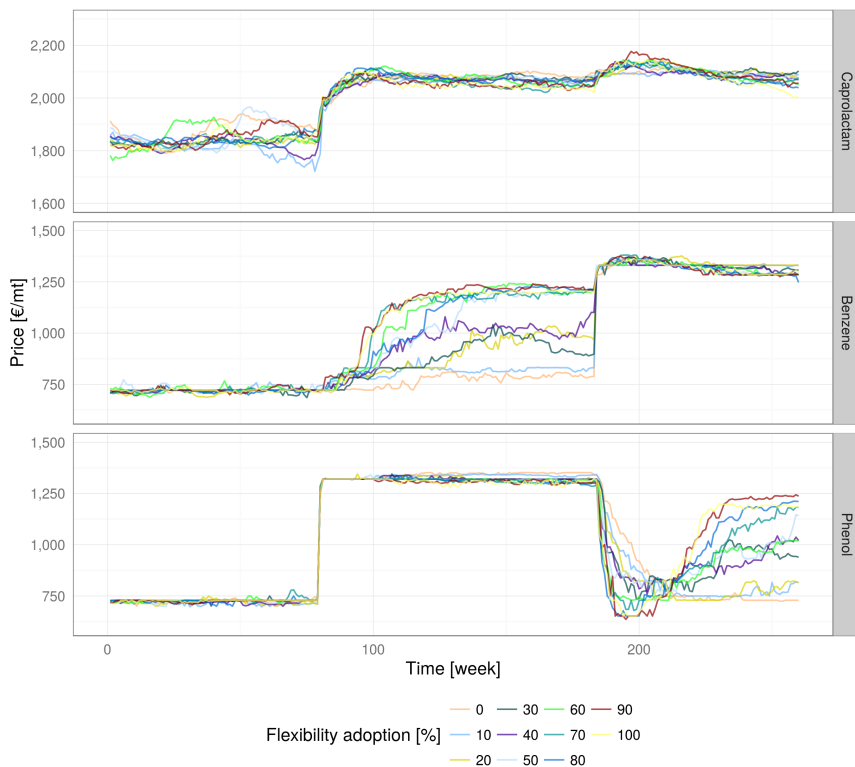 2,200
2,000
1,800
1,600
Caprolactam
1,500
1,250
1,000
750
Benzene
Price [€/mt]
1,500
1,250
1,000
750
Phenol
0 100 200
Time [week]
Flexibility adoption [%]
0 30 60 90
10 40 70 100
20 50 80